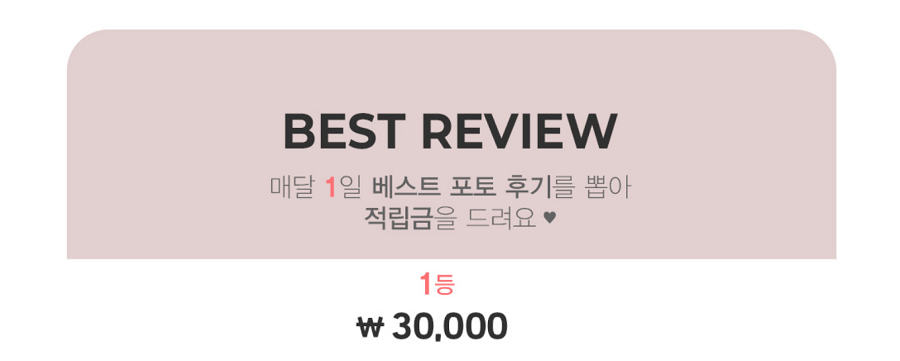 BEST REVIEW
매달 1일 베스트 포토 후기를 뽑아
적립금을 드려요 ♥
1등
₩ 30,000